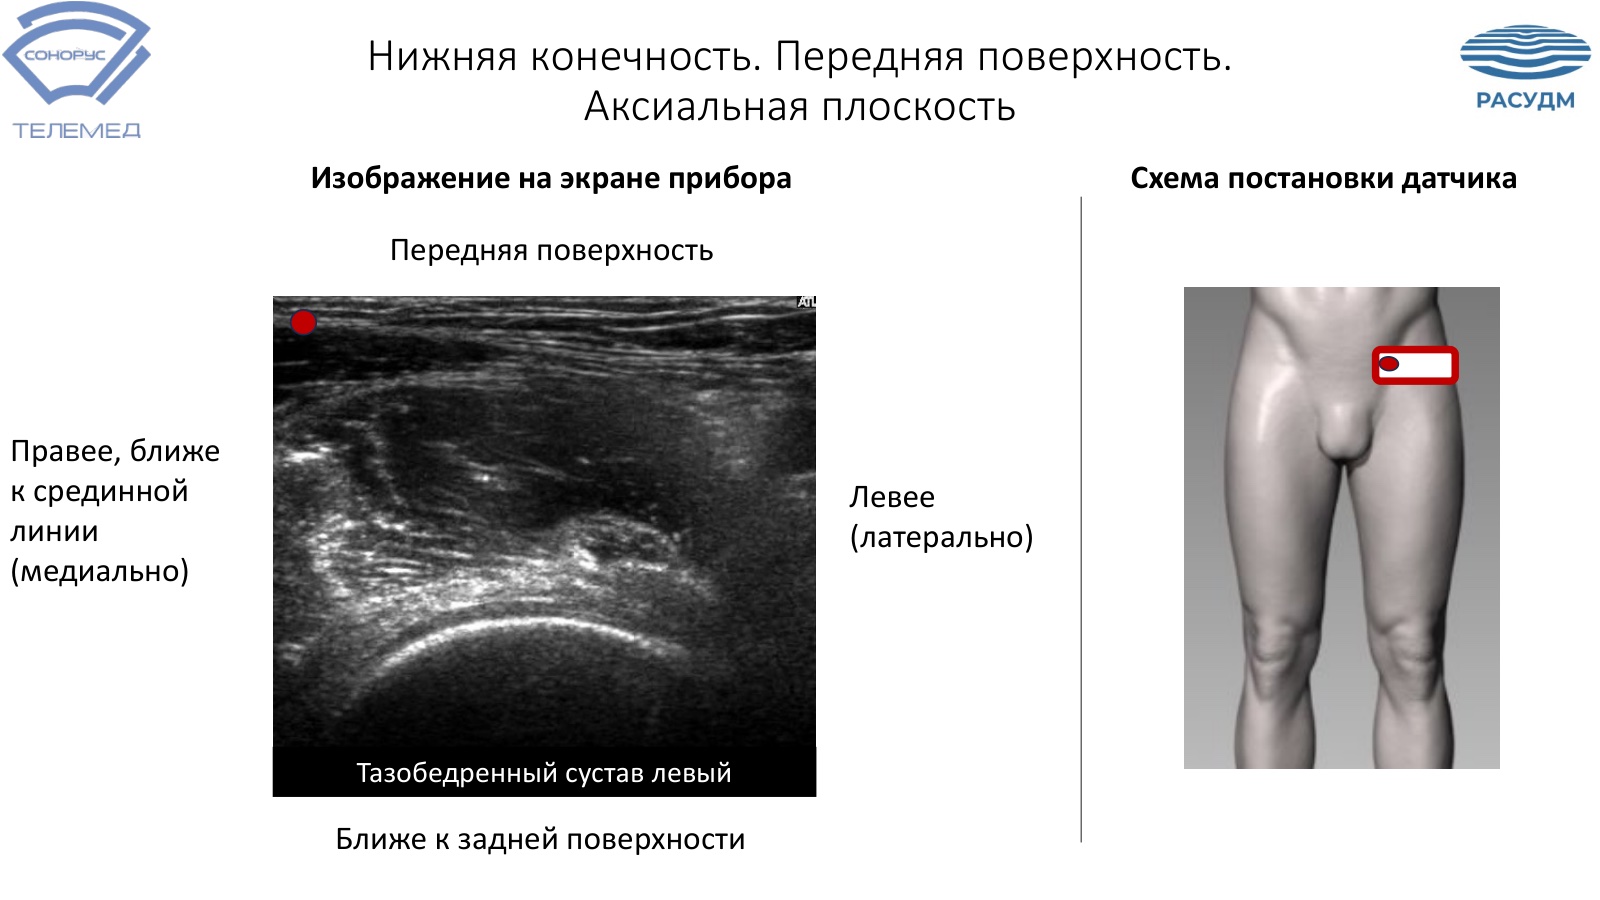 СОНОРУС
ТЕЛЕМЕД
Нижняя конечность. Передняя поверхность.
Аксиальная плоскость
РАСУДМ
Изображение на экране прибора
Передняя поверхность
ATL
Правее, ближе
к срединной
линии
(медиально)
Левее
(латерально)
Тазобедренный сустав левый
Ближе к задней поверхности
Схема постановки датчика